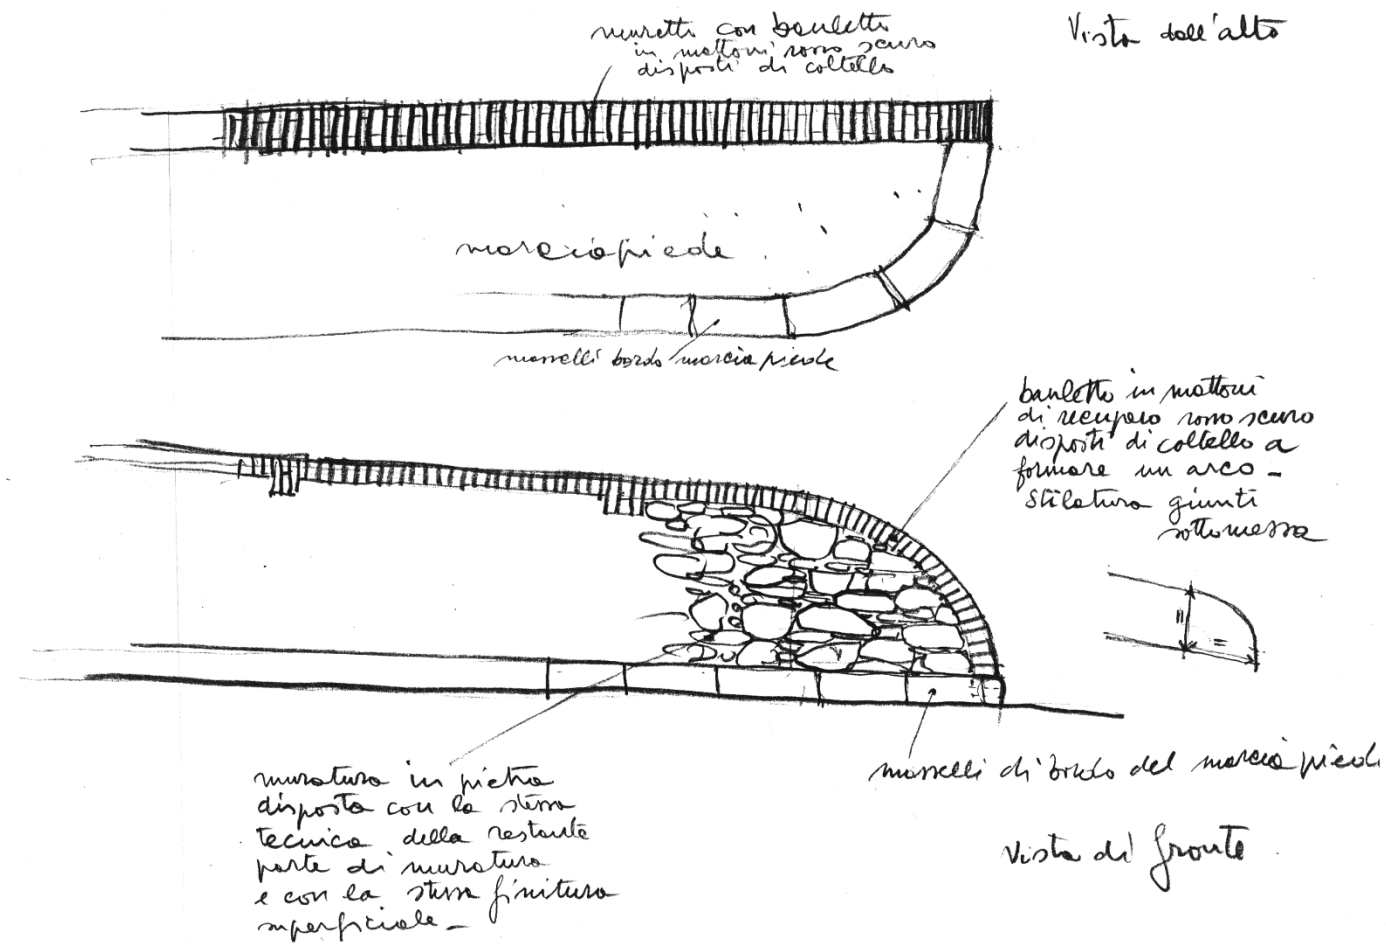 muretti con bauletto
in mattoni rosso scuro
disposti di coltello
Vista dall'alto
marciapiede
masselli bordo marciapiede
bauletto in mattoni
di recupero rosso scuro
disposti di coltello a
formare un arco -
Stilatura giunti
sottomessa
=
=
masselli di bordo del marciapiede
muratura in pietra
disposta con la stessa
tecnica della restante
parte di muratura
e con la stessa finitura
superficiale -
Vista di fronte